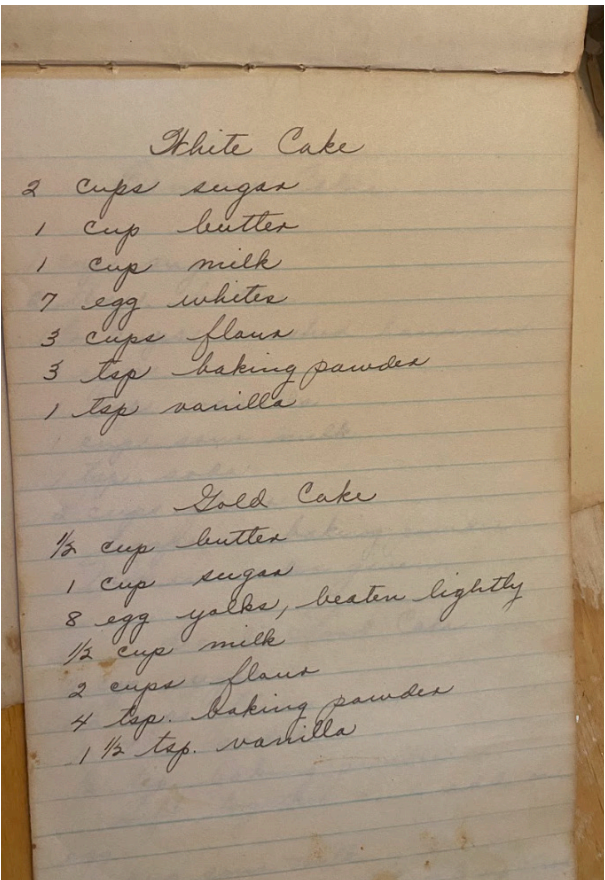 White Cake
2 cups sugar
1 cup butter
1 cup milk
7 egg whites
3 cups flour
3 tsp baking powder
1 tsp vanilla
Gold Cake
½ cup butter
1 cup sugar
8 egg yolks, beaten lightly
½ cup milk
2 cups flour
4 tsp. baking powder
1 ½ tsp. vanilla